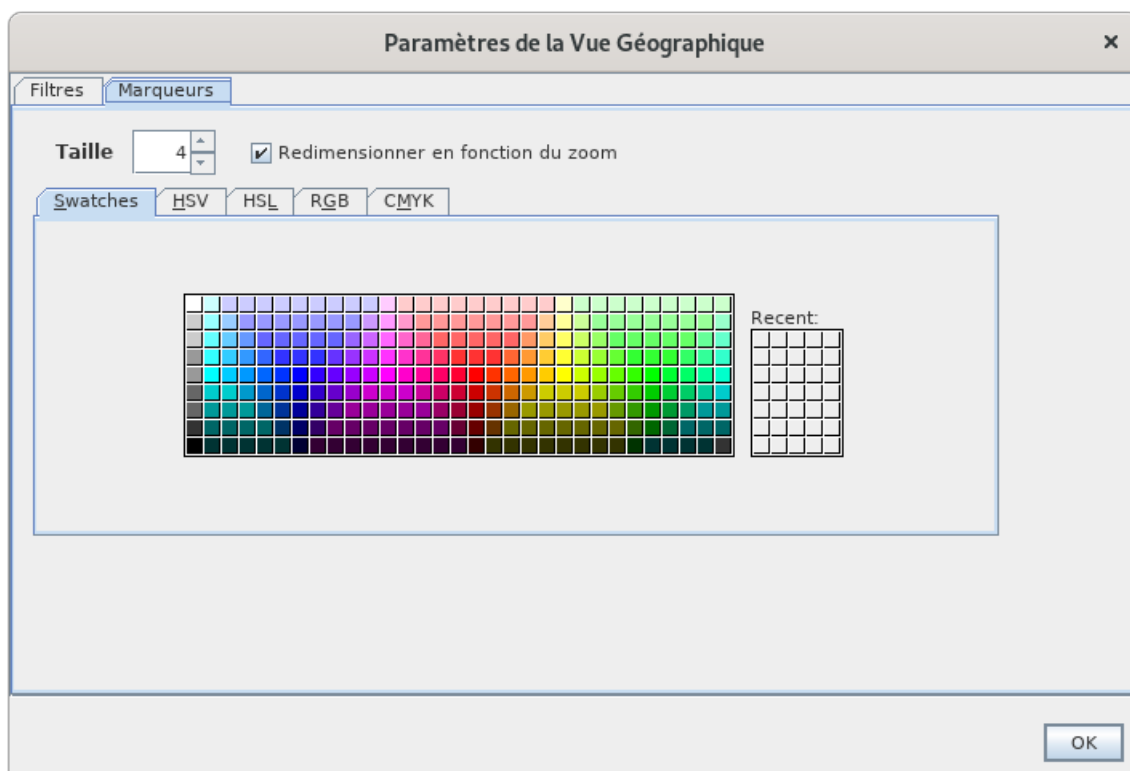 Paramètres de la Vue Géographique ×
Filtres Marqueurs
Taille 4 Redimensionner en fonction du zoom
Swatches HSV HSL RGB CMYK
Recent:
OK